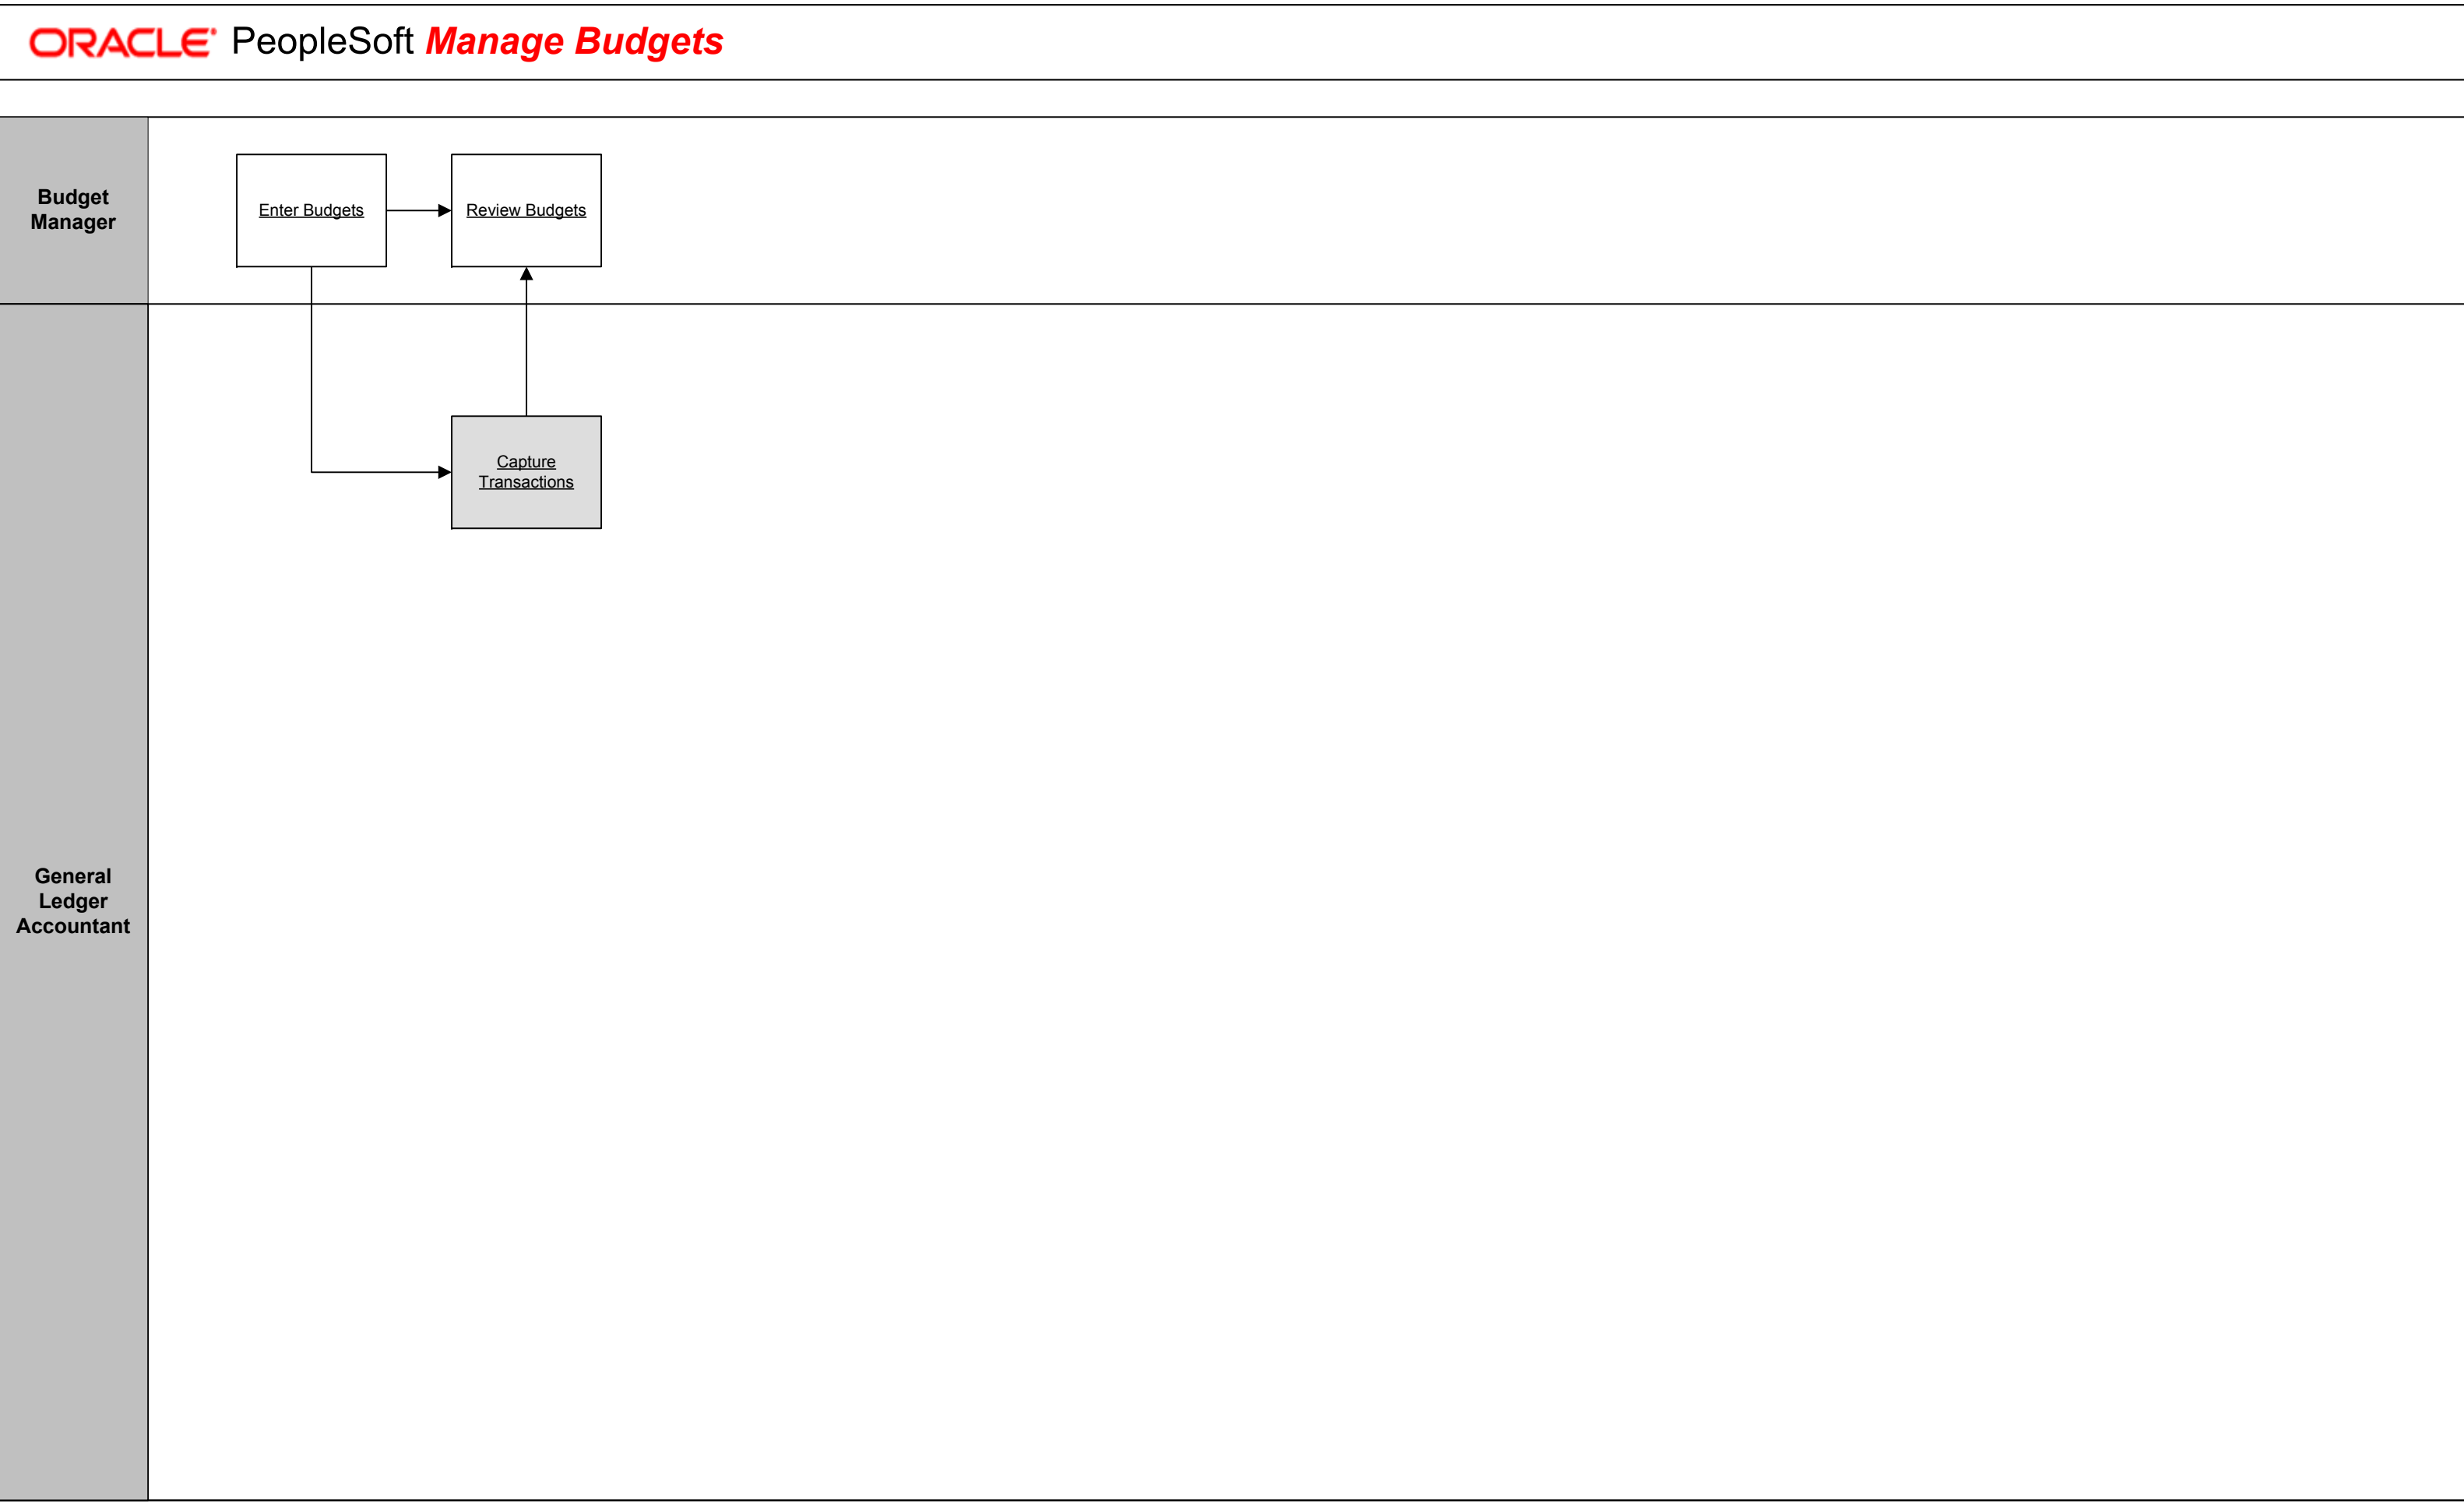 ORACLE® PeopleSoft Manage Budgets
Budget
Manager
Enter Budgets
Review Budgets
General
Ledger
Accountant
Capture
Transactions